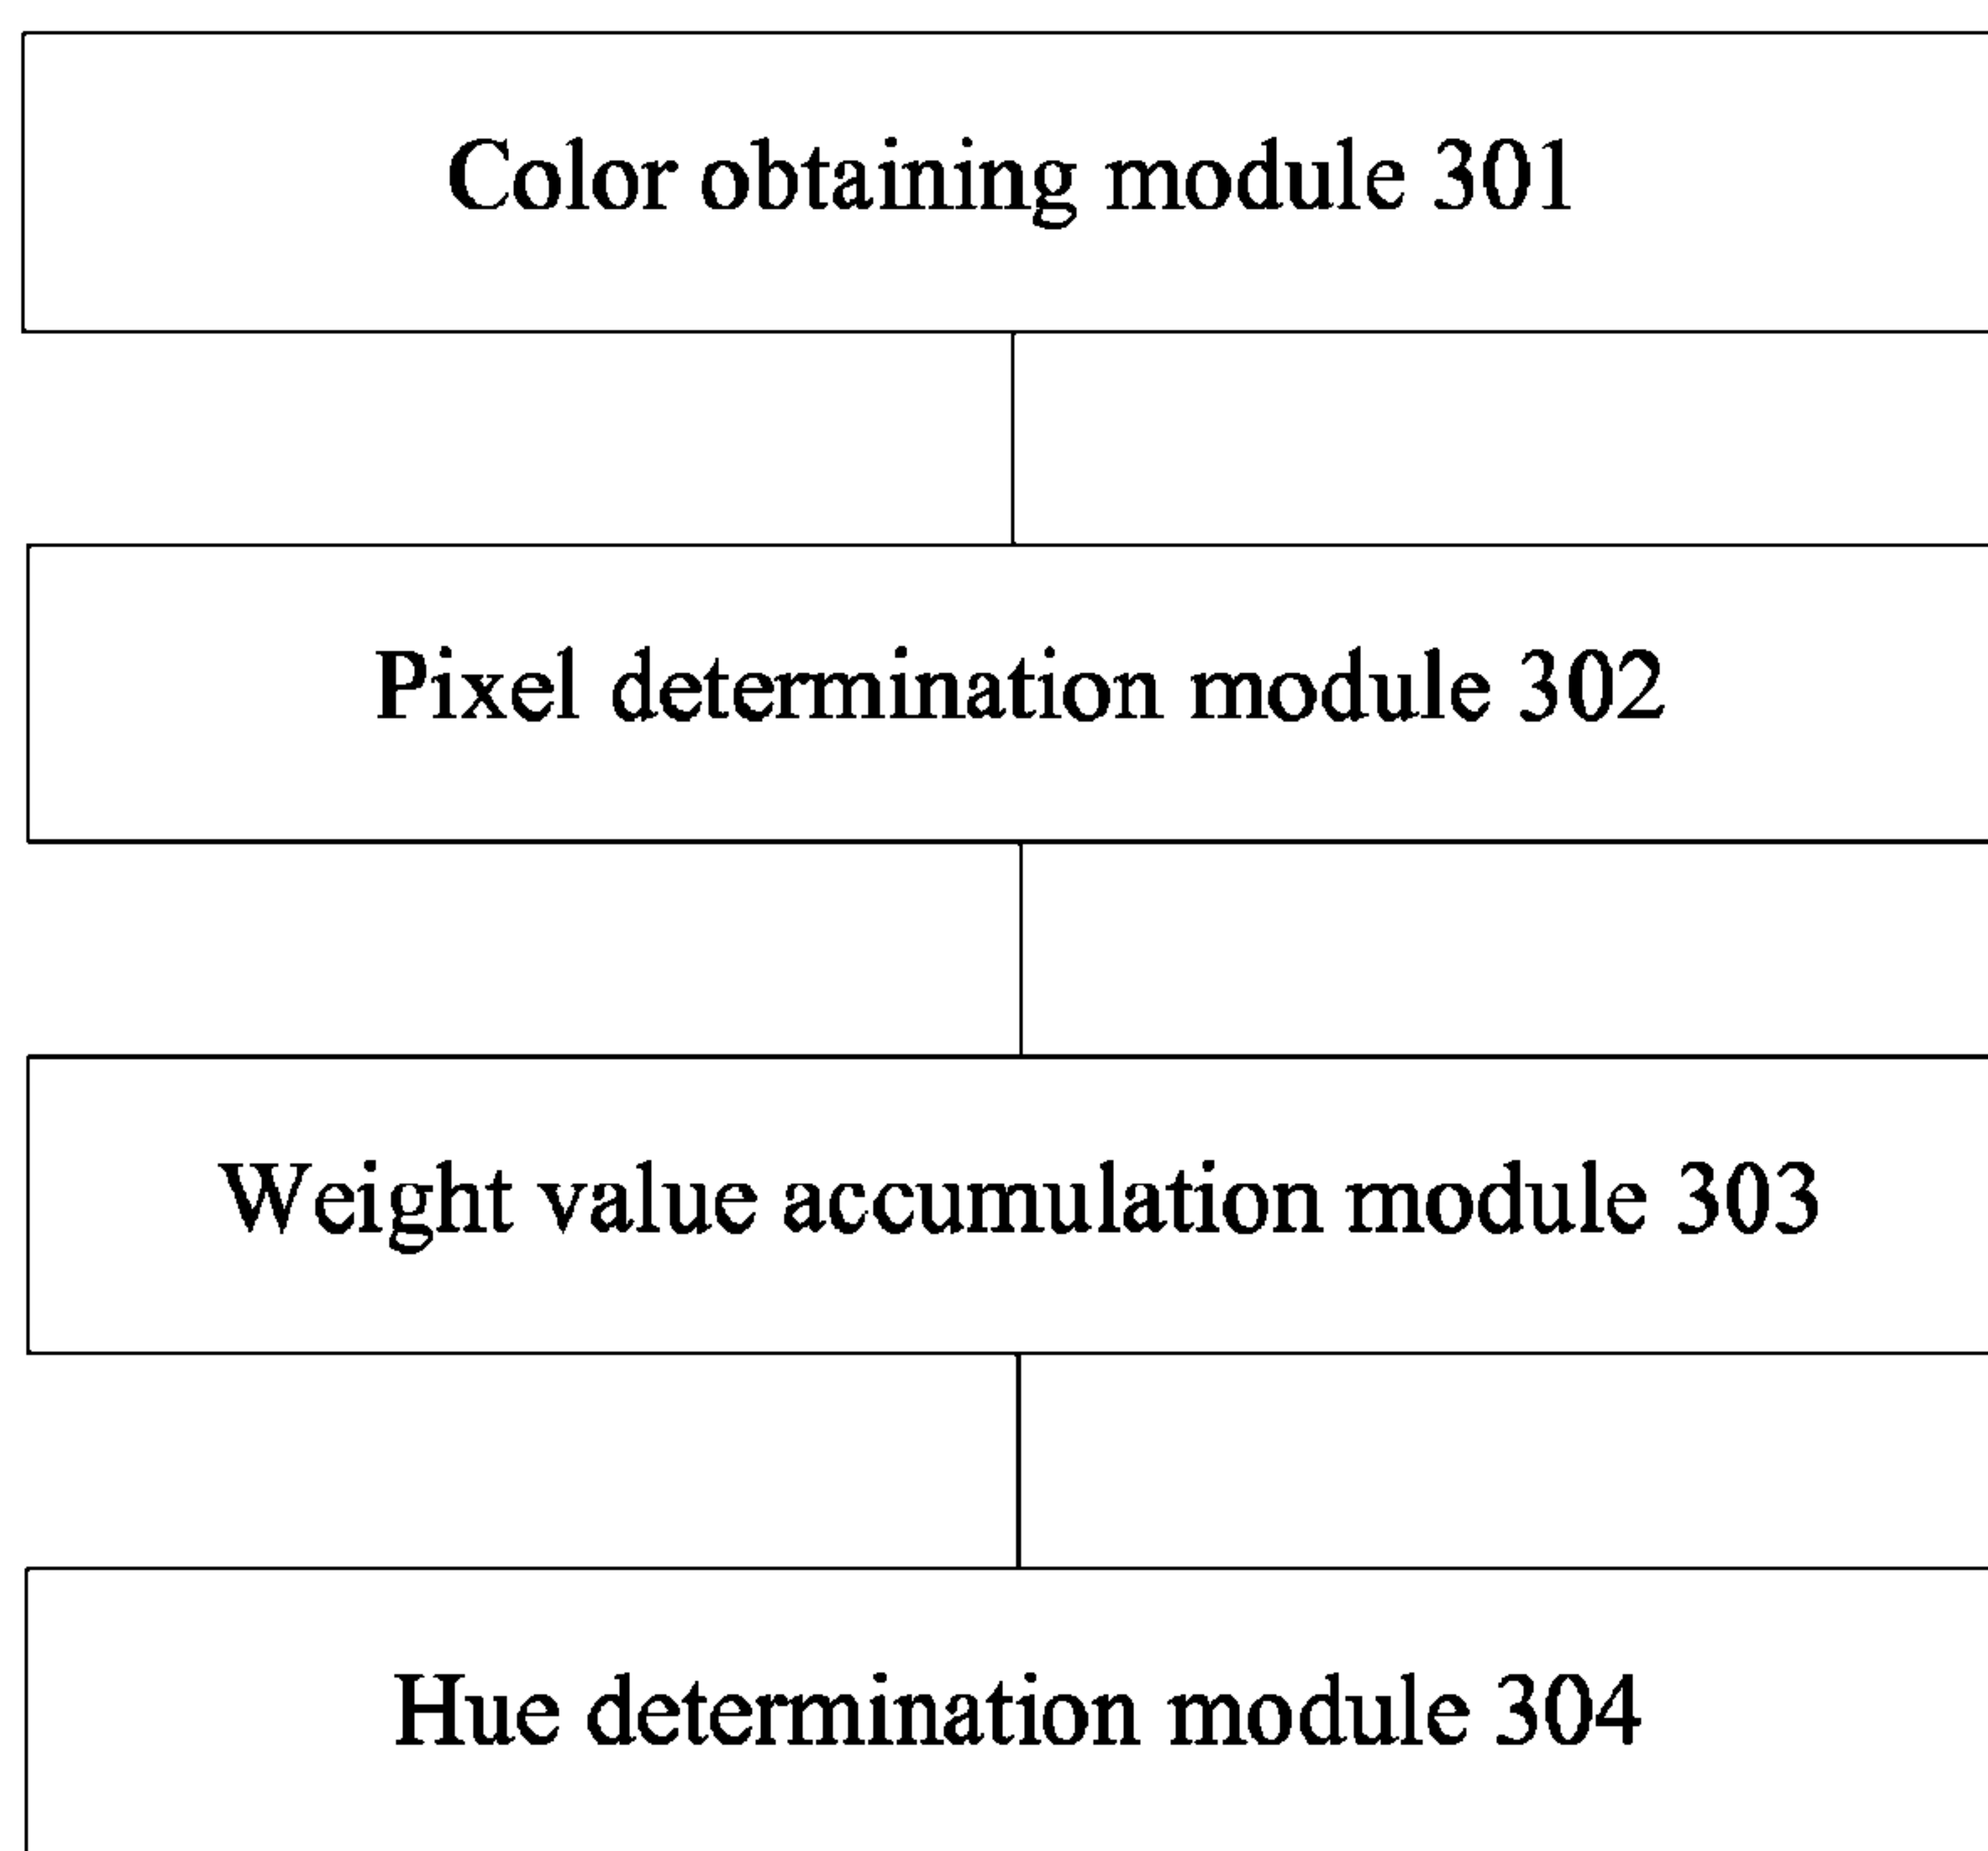 Color obtaining module 301
Pixel determination module 302
Weight value accumulation module 303
Hue determination module 304